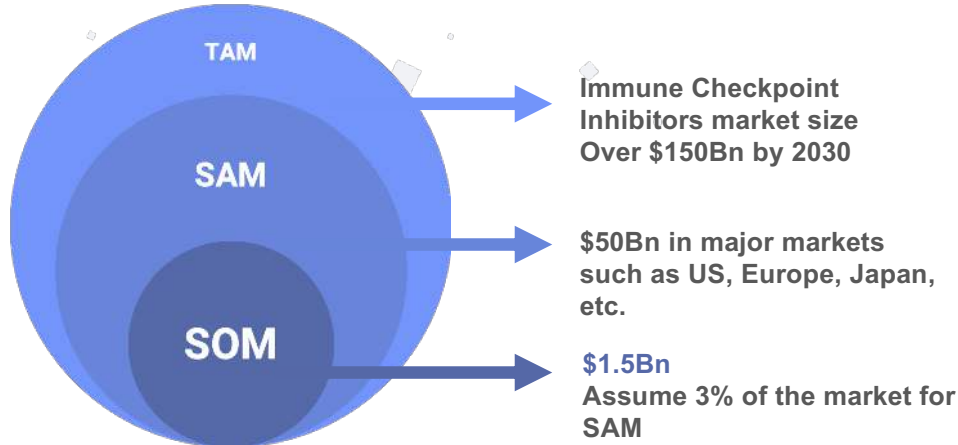 TAM
Immune Checkpoint
Inhibitors market size
Over $150Bn by 2030
SAM
$50Bn in major markets
such as US, Europe, Japan,
etc.
SOM
$1.5Bn
Assume 3% of the market for
SAM